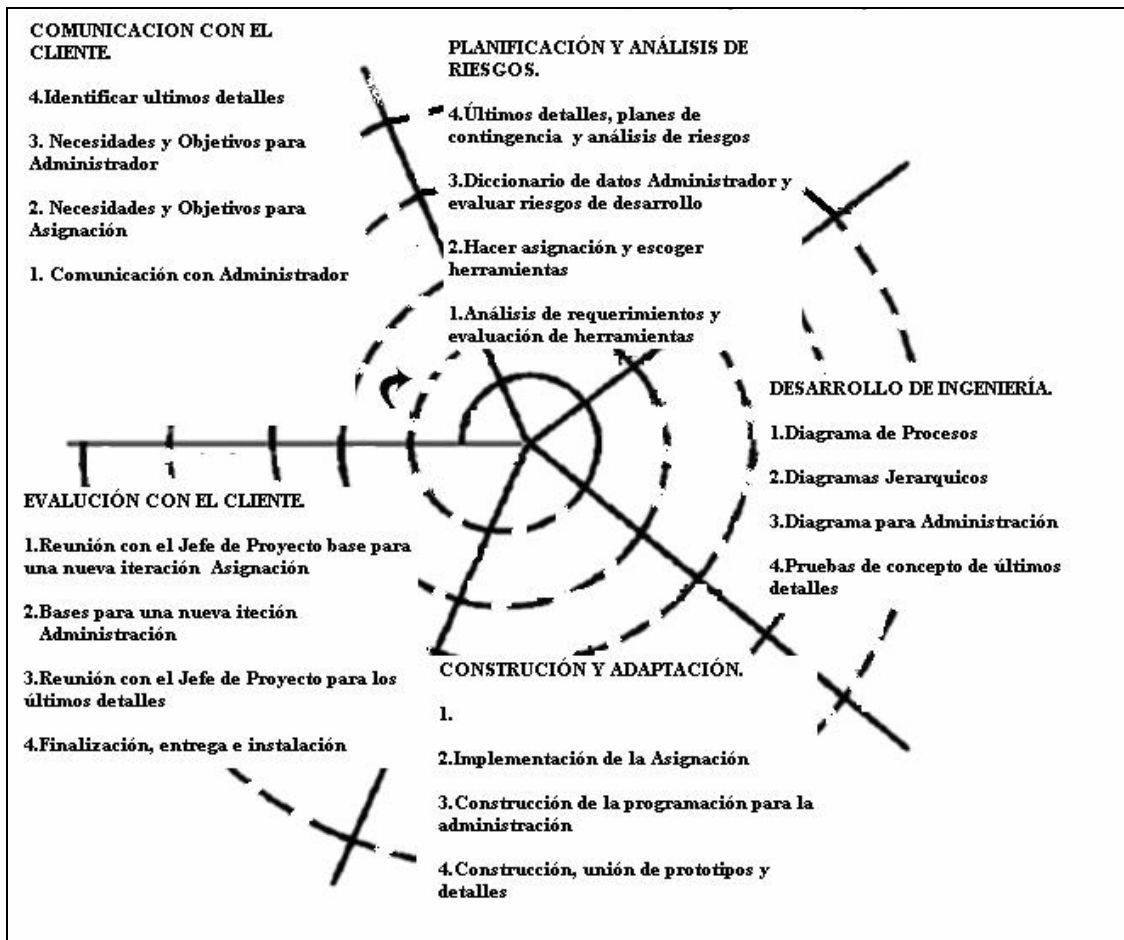 COMUNICACION CON EL
CLIENTE.
4.Identificar ultimos detalles
3. Necesidades y Objetivos para
Administrador
2. Necesidades y Objetivos para
Asignación
1. Comunicación con Administrador
PLANIFICACIÓN Y ANÁLISIS DE
RIESGOS.
4.Últimos detalles, planes de
contingencia y análisis de riesgos
3.Diccionario de datos Administrador y
evaluar riesgos de desarrollo
2.Hacer asignación y escoger
herramientas
1.Análisis de requerimientos y
evaluación de herramientas
DESARROLLO DE INGENIERÍA.
1.Diagrama de Procesos
2.Diagramas Jerarquicos
3.Diagrama para Administración
4.Pruebas de concepto de últimos
detalles
EVALUCIÓN CON EL CLIENTE.
1.Reunión con el Jefe de Proyecto base para
una nueva iteración Asignación
2.Bases para una nueva iteción
Administración
3.Reunión con el Jefe de Proyecto para los
últimos detalles
4.Finalización, entrega e instalación
CONSTRUCIÓN Y ADAPTACIÓN.
1.
2.Implementación de la Asignación
3.Construcción de la programación para la
administración
4.Construcción, unión de prototipos y
detalles